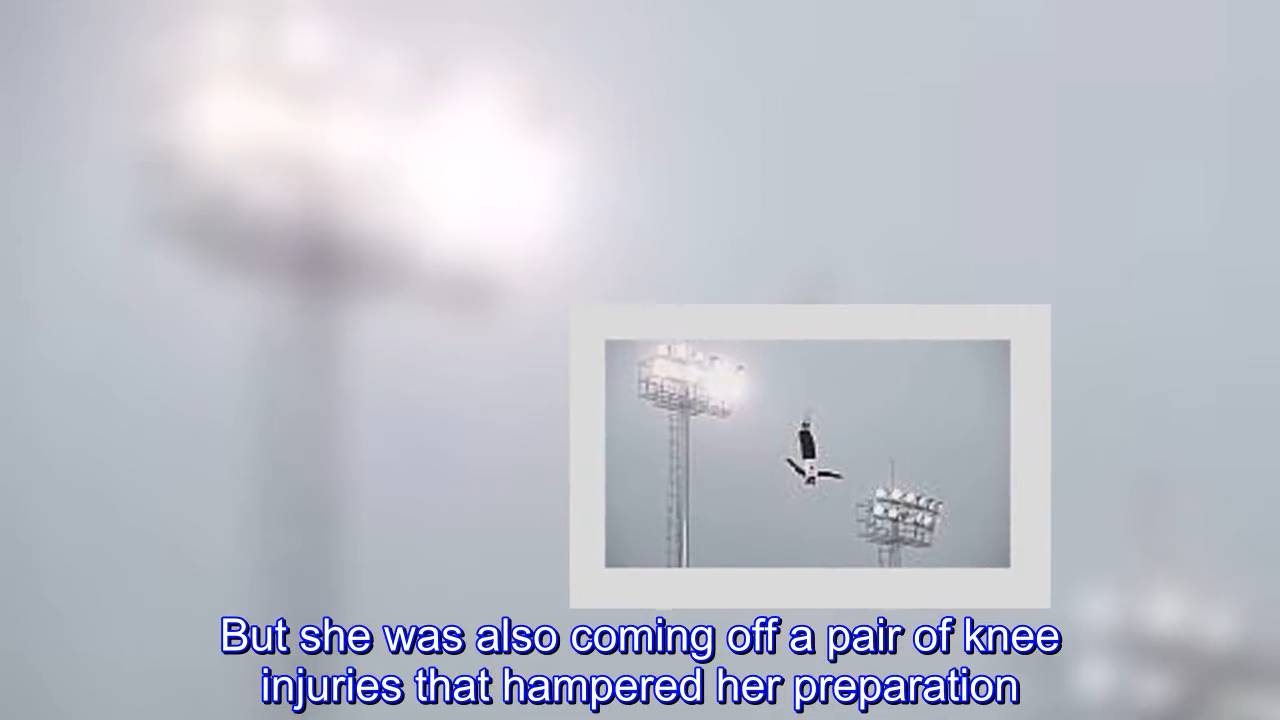 But she was also coming off a pair of knee
injuries that hampered her preparation